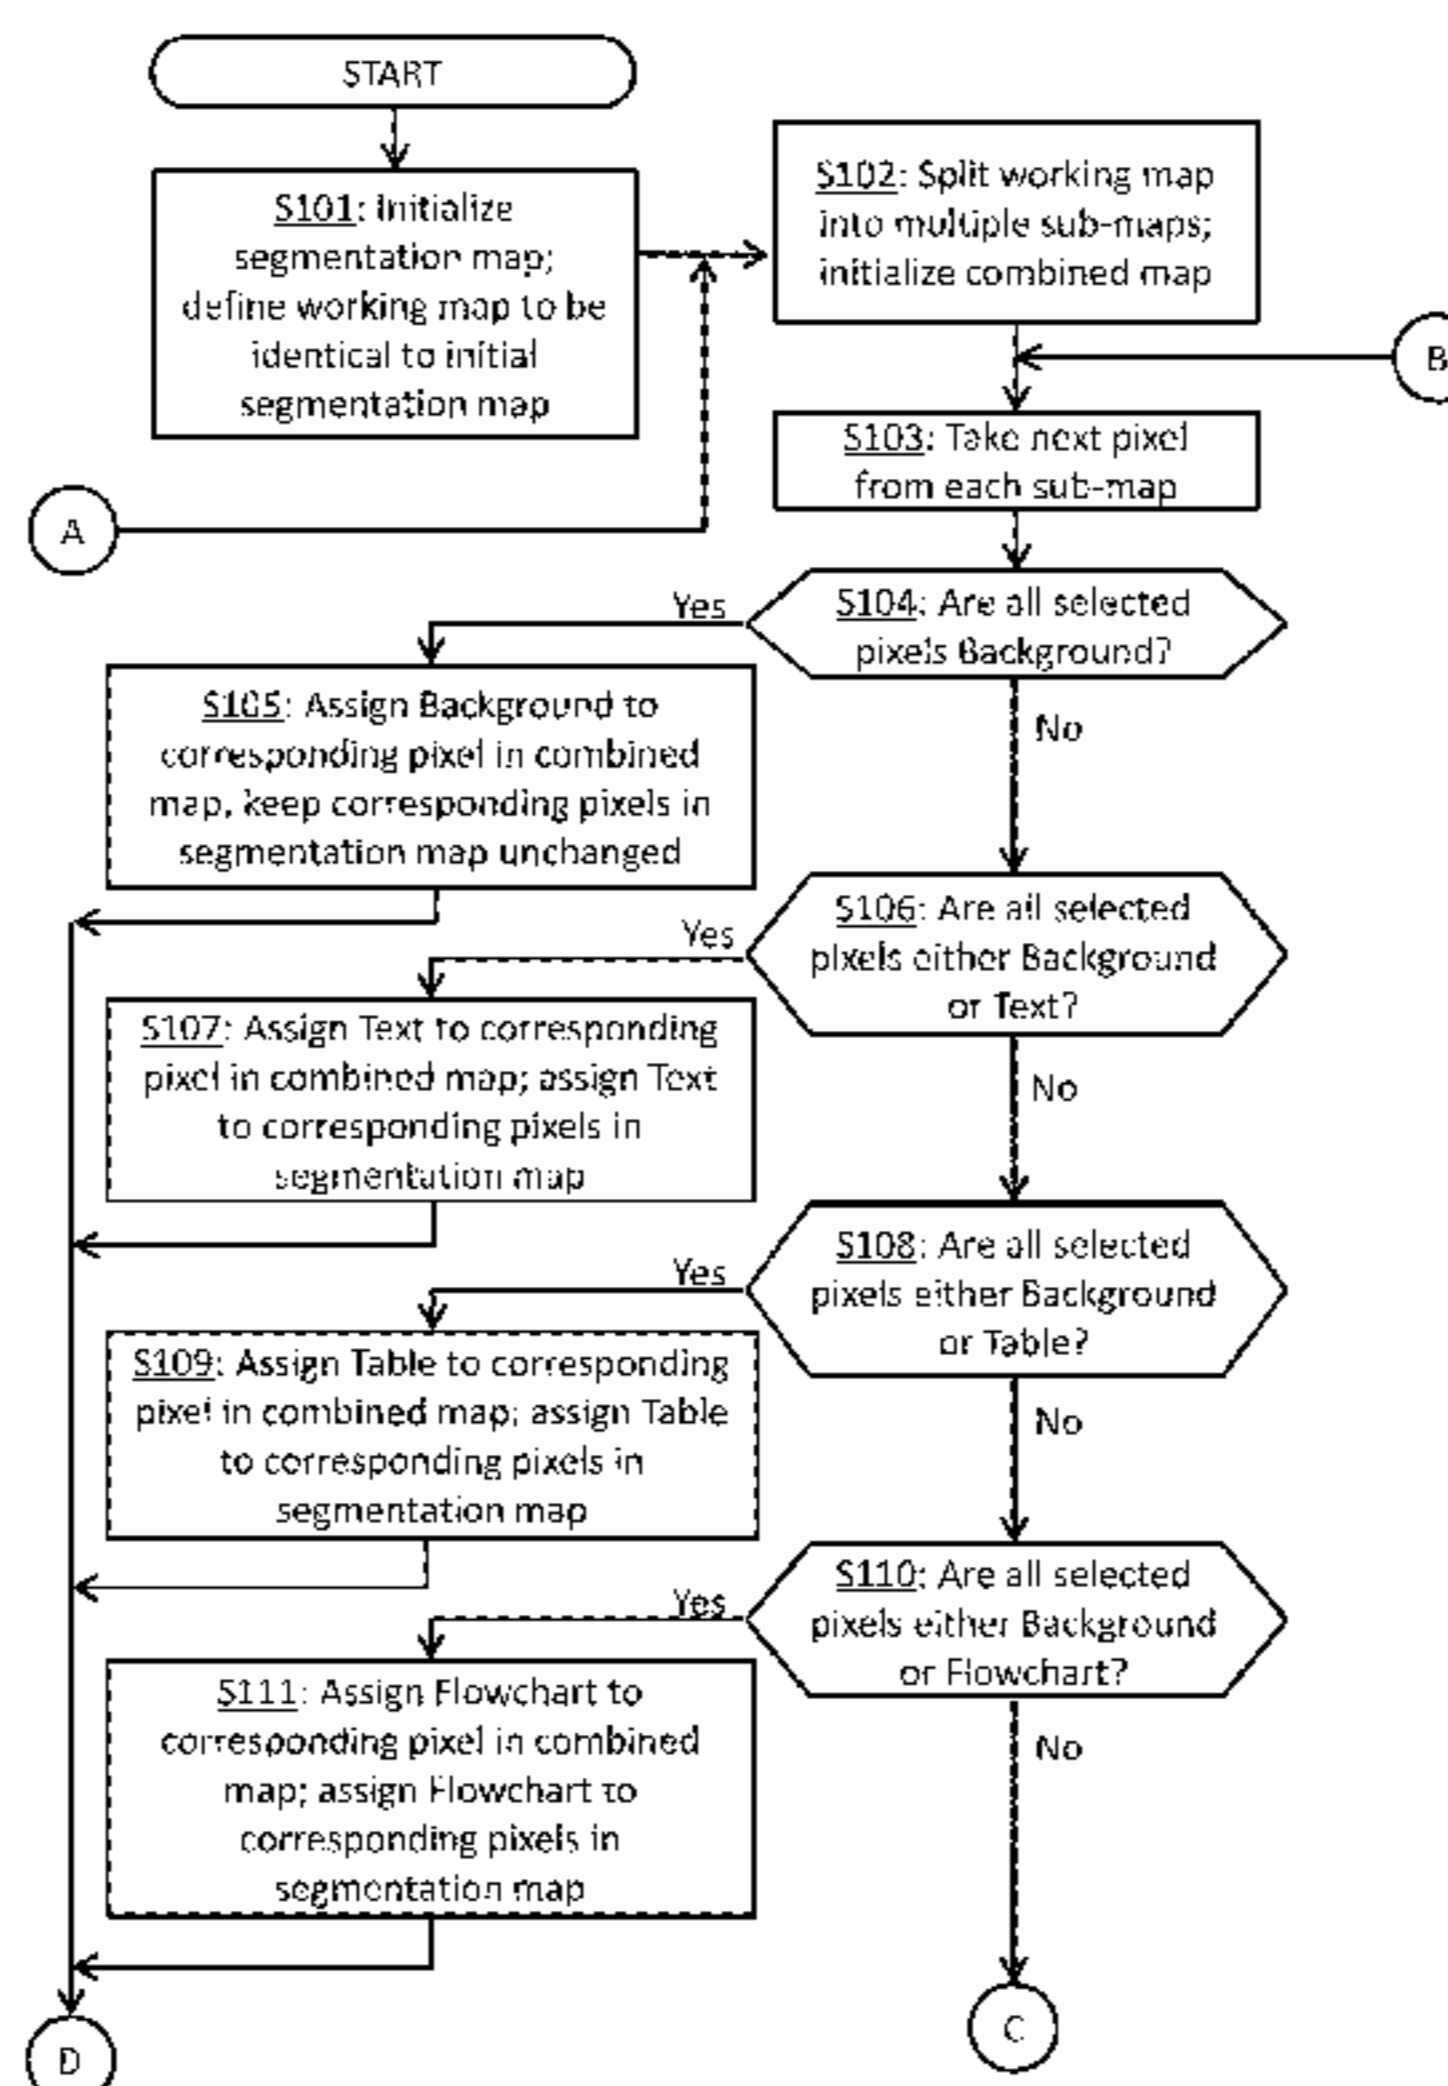 START
S101: Initialize
segmentation map;
define working map to be
identical to initial
segmentation map
S102: Split working map
into multiple sub-maps;
initialize combined map
B
S103: Take next pixel
from each sub-map
A
S104: Are all selected
pixels Background?
Yes
No
S105: Assign Background to
corresponding pixel in combined
map, keep corresponding pixels in
segmentation map unchanged
S106: Are all selected
pixels either Background
or Text?
Yes
No
S107: Assign Text to corresponding
pixel in combined map; assign Text
to corresponding pixels in
segmentation map
S108: Are all selected
pixels either Background
or Table?
Yes
No
S109: Assign Table to corresponding
pixel in combined map; assign Table
to corresponding pixels in
segmentation map
S110: Are all selected
pixels either Background
or Flowchart?
Yes
No
S111: Assign Flowchart to
corresponding pixel in combined
map; assign Flowchart to
corresponding pixels in
segmentation map
D
C